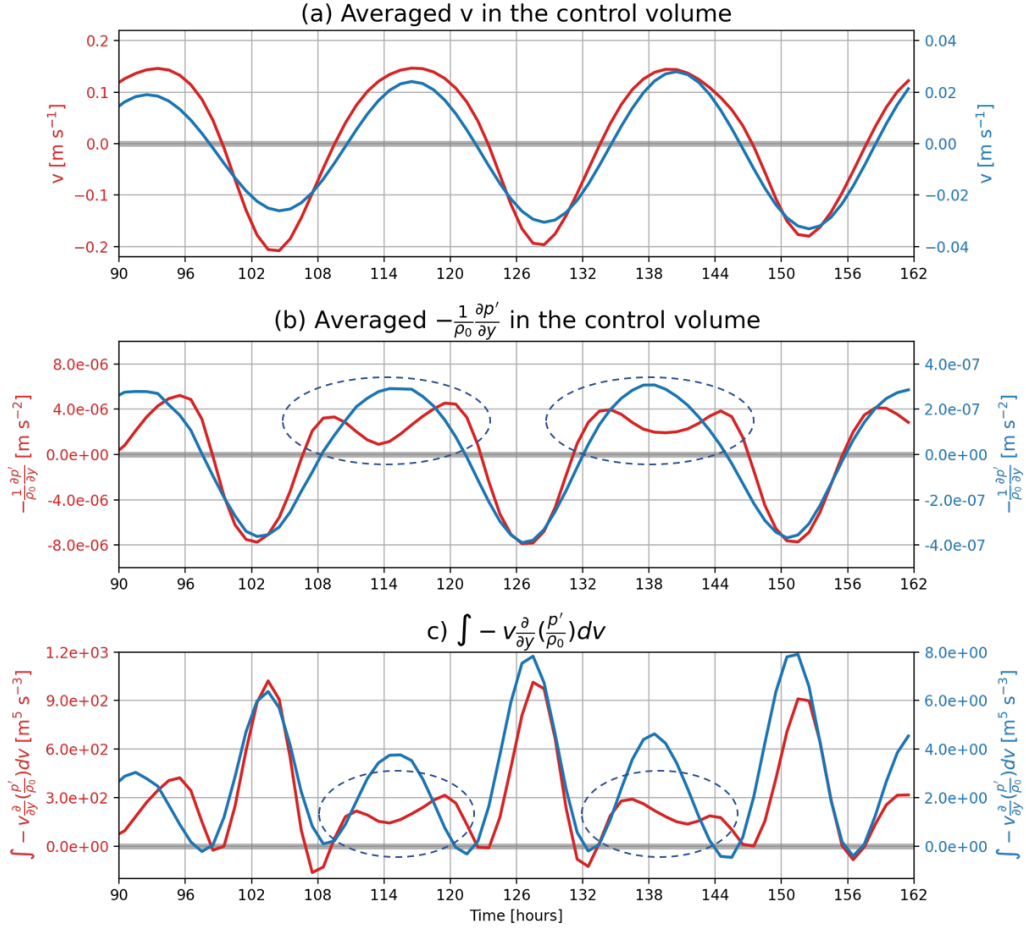 (a) Averaged v in the control volume
0.2 0.04
0.1 0.02
0.0 0.00
−0.1 −0.02
−0.2 −0.04
v [m s⁻¹] v [m s⁻¹]
90 96 102 108 114 120 126 132 138 144 150 156 162
(b) Averaged −1/ρ₀ ∂p′/∂y in the control volume
8.0e-06 4.0e-07
4.0e-06 2.0e-07
0.0e+00 0.0e+00
-4.0e-06 -2.0e-07
-8.0e-06 -4.0e-07
−1/ρ₀ ∂p′/∂y [m s⁻²] −1/ρ₀ ∂p′/∂y [m s⁻²]
90 96 102 108 114 120 126 132 138 144 150 156 162
c) ∫ − v ∂/∂y(p′/ρ₀)dv
1.2e+03 8.0e+00
9.0e+02 6.0e+00
6.0e+02 4.0e+00
3.0e+02 2.0e+00
0.0e+00 0.0e+00
∫ − v ∂/∂y(p′/ρ₀)dv [m⁵ s⁻³] ∫ − v ∂/∂y(p′/ρ₀)dv [m⁵ s⁻³]
90 96 102 108 114 120 126 132 138 144 150 156 162
Time [hours]